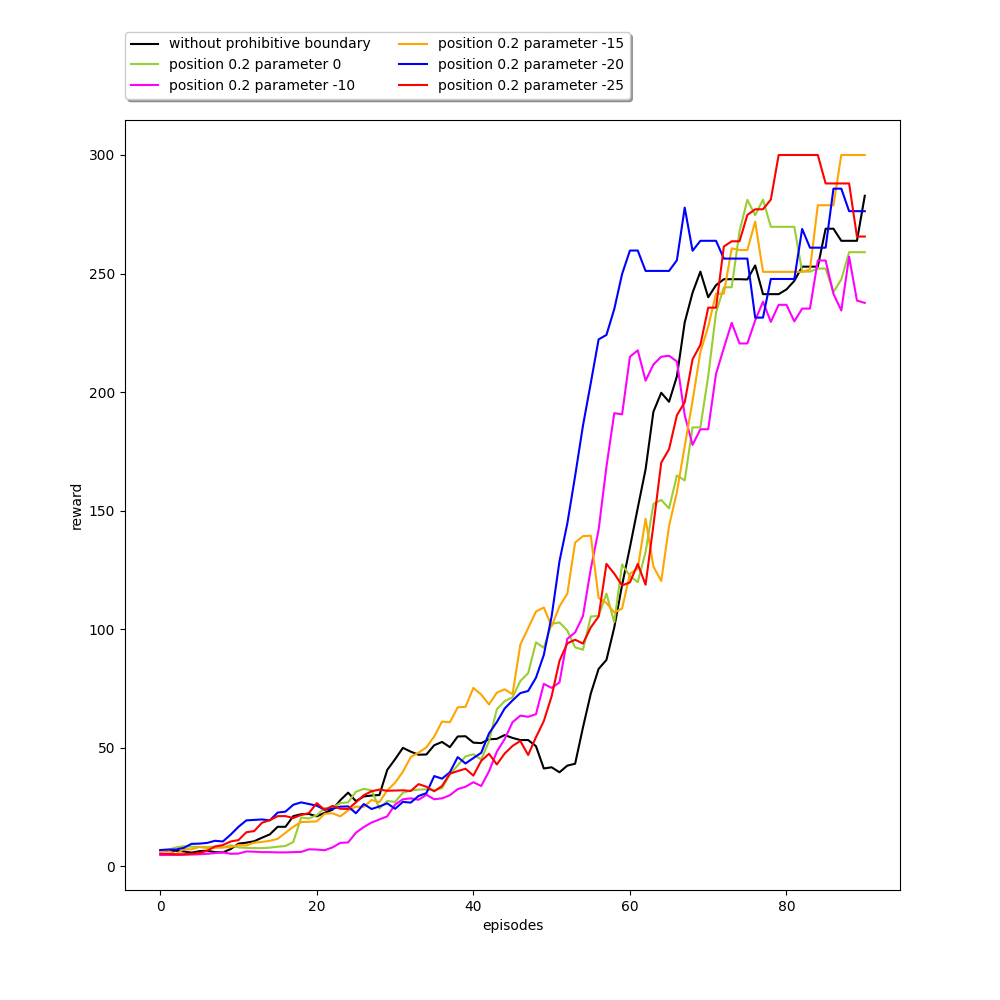 without prohibitive boundary
position 0.2 parameter 0
position 0.2 parameter -10
position 0.2 parameter -15
position 0.2 parameter -20
position 0.2 parameter -25
300
250
200
150
100
50
0
reward
0 20 40 60 80
episodes